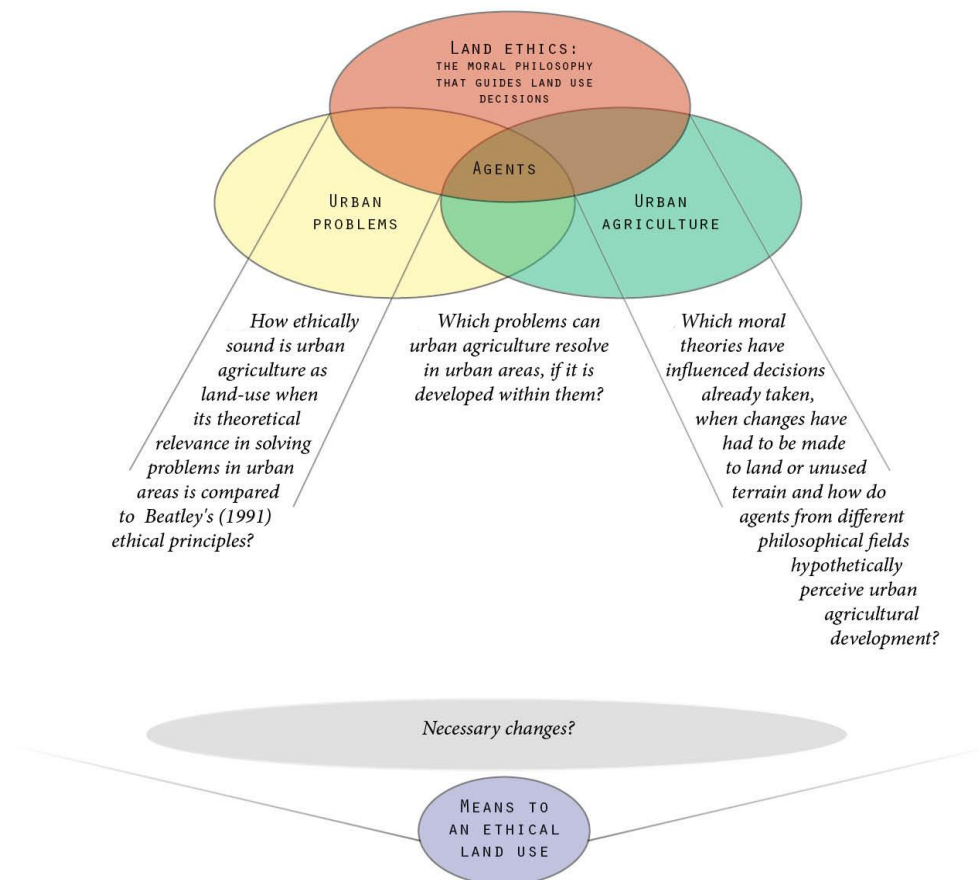 LAND ETHICS:
THE MORAL PHILOSOPHY
THAT GUIDES LAND USE
DECISIONS
AGENTS
URBAN
PROBLEMS
URBAN
AGRICULTURE
How ethically
sound is urban
agriculture as
land-use when
its theoretical
relevance in solving
problems in urban
areas is compared
to Beatley's (1991)
ethical principles?
Which problems can
urban agriculture resolve
in urban areas, if it is
developed within them?
Which moral
theories have
influenced decisions
already taken,
when changes have
had to be made
to land or unused
terrain and how do
agents from different
philosophical fields
hypothetically
perceive urban
agricultural
development?
Necessary changes?
MEANS TO
AN ETHICAL
LAND USE